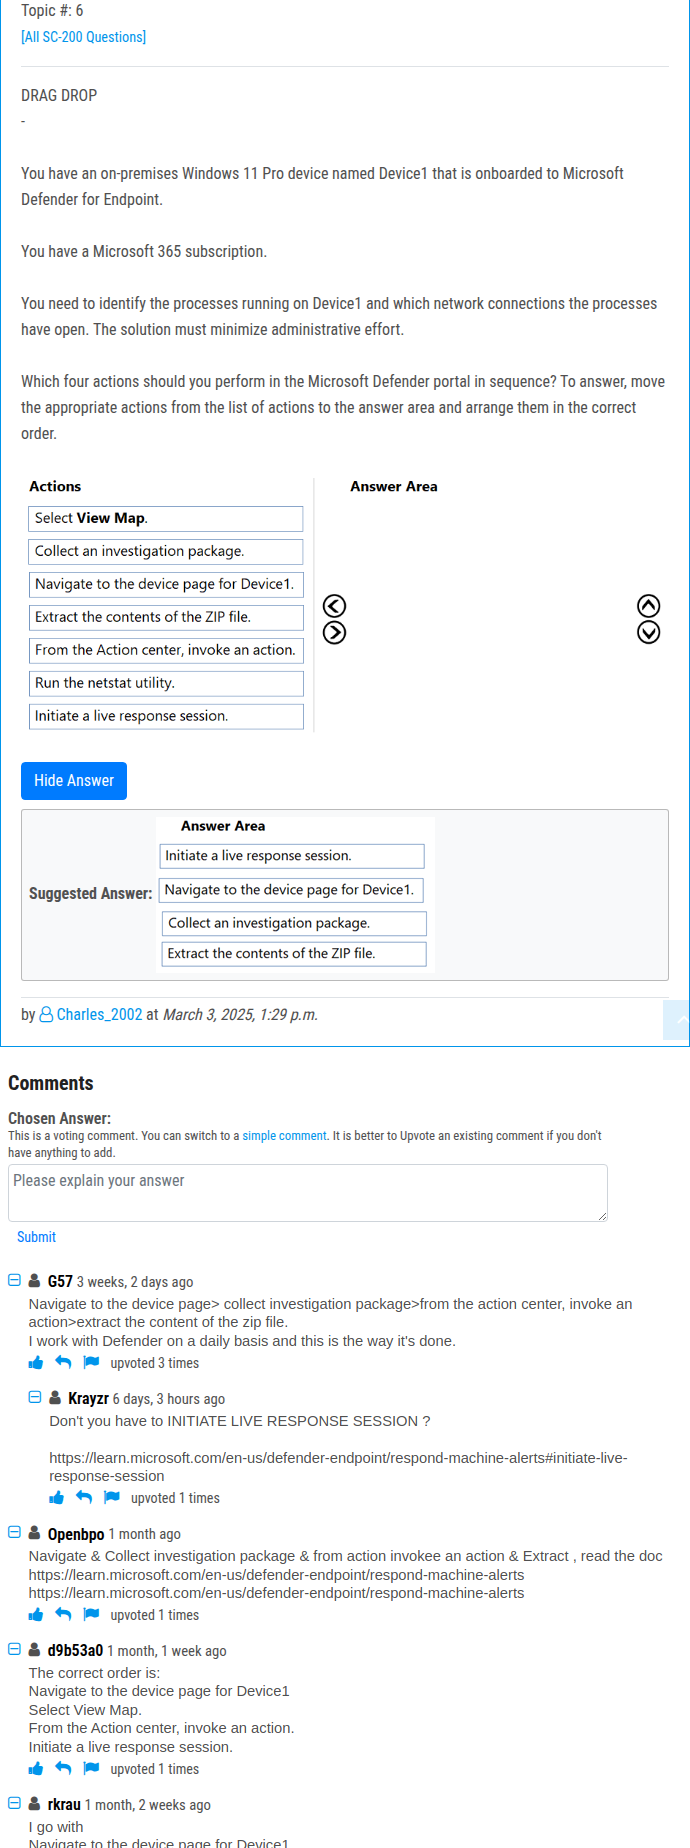 Topic #: 6
[All SC-200 Questions]
DRAG DROP
-
You have an on-premises Windows 11 Pro device named Device1 that is onboarded to Microsoft
Defender for Endpoint.
You have a Microsoft 365 subscription.
You need to identify the processes running on Device1 and which network connections the processes
have open. The solution must minimize administrative effort.
Which four actions should you perform in the Microsoft Defender portal in sequence? To answer, move
the appropriate actions from the list of actions to the answer area and arrange them in the correct
order.
Actions
Answer Area
Select View Map.
Collect an investigation package.
Navigate to the device page for Device1.
Extract the contents of the ZIP file.
From the Action center, invoke an action.
Run the netstat utility.
Initiate a live response session.
Hide Answer
Answer Area
Initiate a live response session.
Suggested Answer:
Navigate to the device page for Device1.
Collect an investigation package.
Extract the contents of the ZIP file.
by Charles_2002 at March 3, 2025, 1:29 p.m.
Comments
Chosen Answer:
This is a voting comment. You can switch to a simple comment. It is better to Upvote an existing comment if you don't
have anything to add.
Please explain your answer
Submit
G57 3 weeks, 2 days ago
Navigate to the device page> collect investigation package>from the action center, invoke an
action>extract the content of the zip file.
I work with Defender on a daily basis and this is the way it's done.
upvoted 3 times
Krayzr 6 days, 3 hours ago
Don't you have to INITIATE LIVE RESPONSE SESSION ?
https://learn.microsoft.com/en-us/defender-endpoint/respond-machine-alerts#initiate-live-
response-session
upvoted 1 times
Openbpo 1 month ago
Navigate & Collect investigation package & from action invokee an action & Extract , read the doc
https://learn.microsoft.com/en-us/defender-endpoint/respond-machine-alerts
https://learn.microsoft.com/en-us/defender-endpoint/respond-machine-alerts
upvoted 1 times
d9b53a0 1 month, 1 week ago
The correct order is:
Navigate to the device page for Device1
Select View Map.
From the Action center, invoke an action.
Initiate a live response session.
upvoted 1 times
rkrau 1 month, 2 weeks ago
I go with
Navigate to the device page for Device1